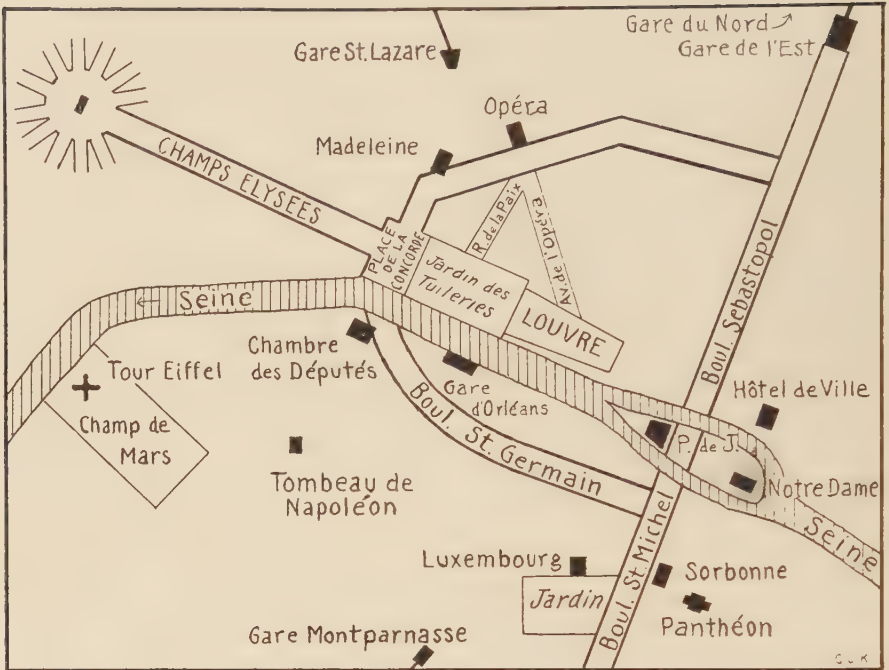 Gare du Nord
Gare de l'Est
Gare St. Lazare
Opéra
Madeleine
CHAMPS ELYSEES
PLACE
DE LA
CONCORDE
R. de la Paix
Av. de l'Opéra
Jardin des
Tuileries
LOUVRE
Boul. Sebastopol
Seine
Chambre
des Députés
Tour Eiffel
Champ de
Mars
Gare
d'Orléans
Hôtel de Ville
P. de J.
Notre Dame
Boul. St. Germain
Tombeau de
Napoléon
Seine
Luxembourg
Jardin
Boul. St. Michel
Sorbonne
Panthéon
Gare Montparnasse